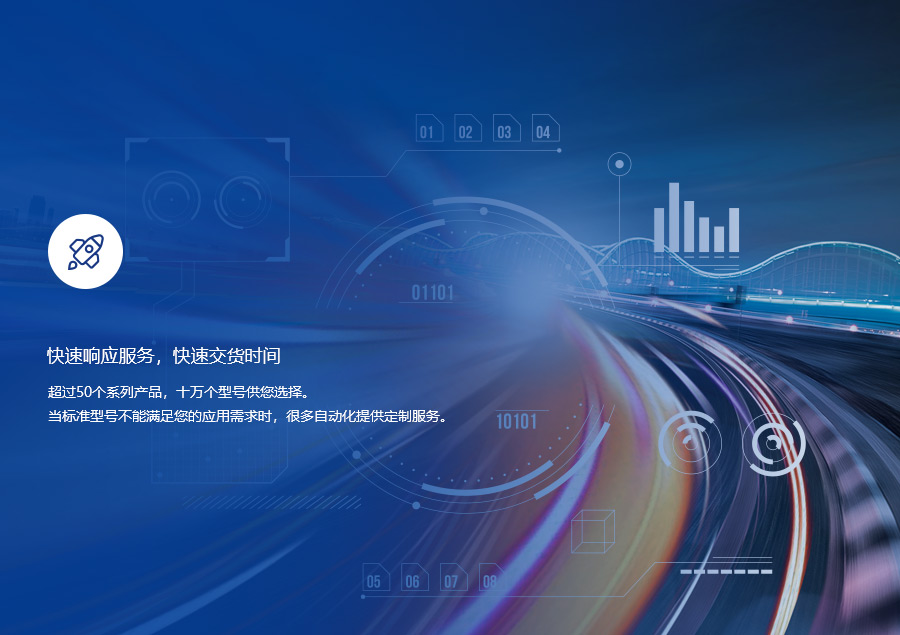 01 02 03 04
01101
快速响应服务，快速交货时间
超过50个系列产品，十万个型号供您选择。
当标准型号不能满足您的应用需求时，很多自动化提供定制服务。
10101
05 06 07 08